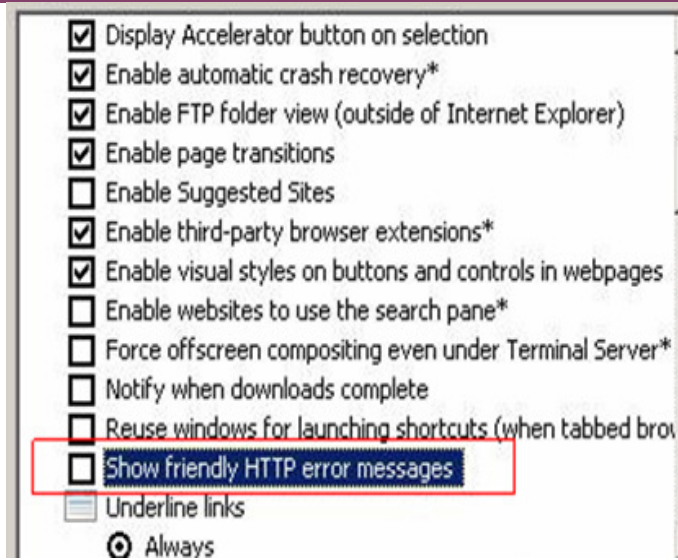 Display Accelerator button on selection
Enable automatic crash recovery*
Enable FTP folder view (outside of Internet Explorer)
Enable page transitions
Enable Suggested Sites
Enable third-party browser extensions*
Enable visual styles on buttons and controls in webpages
Enable websites to use the search pane*
Force offscreen compositing even under Terminal Server*
Notify when downloads complete
Reuse windows for launching shortcuts (when tabbed
Show friendly HTTP error messages
Underline links
Always